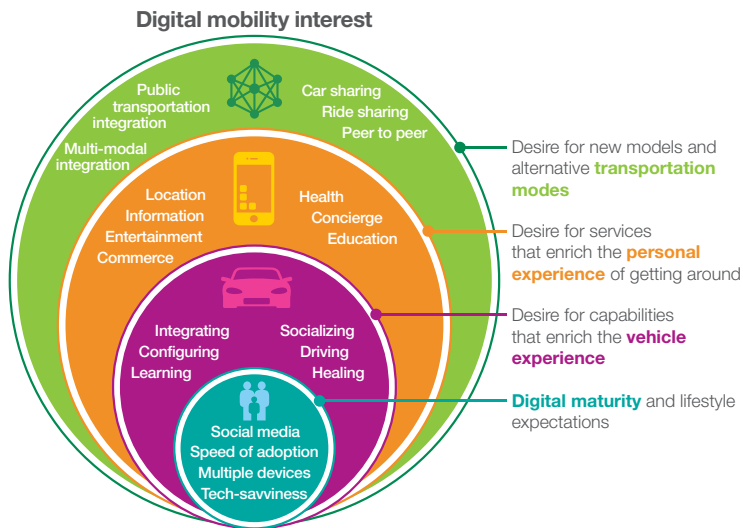 Digital mobility interest
Public
transportation
integration
Multi-modal
integration
Car sharing
Ride sharing
Peer to peer
Desire for new models and
alternative transportation
modes
Location
Information
Entertainment
Commerce
Health
Concierge
Education
Desire for services
that enrich the personal
experience of getting around
Integrating
Configuring
Learning
Socializing
Driving
Healing
Desire for capabilities
that enrich the vehicle
experience
Social media
Speed of adoption
Multiple devices
Tech-savviness
Digital maturity and lifestyle
expectations